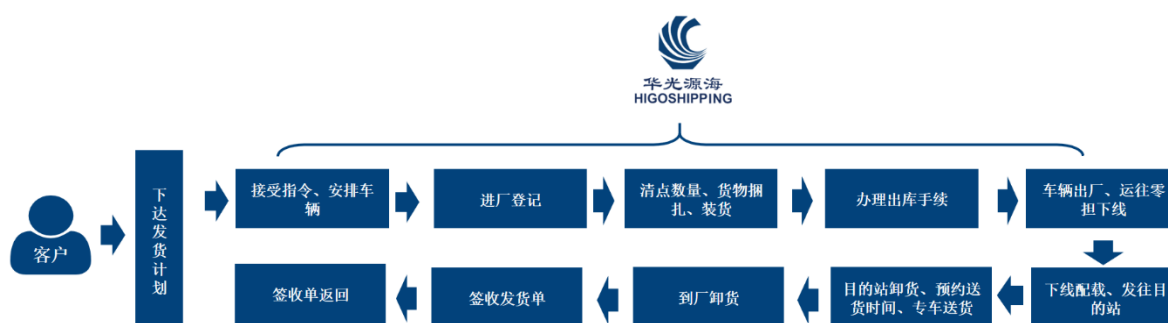 华光源海
HIGOSHIPPING
客户
下
达
发
货
计
划
接受指令、安排车
辆
进厂登记
清点数量、货物捆
扎、装货
办理出库手续
车辆出厂、运往零
担下线
下线配载、发往目
的站
目的站卸货、预约送
货时间、专车送货
到厂卸货
签收发货单
签收单返回